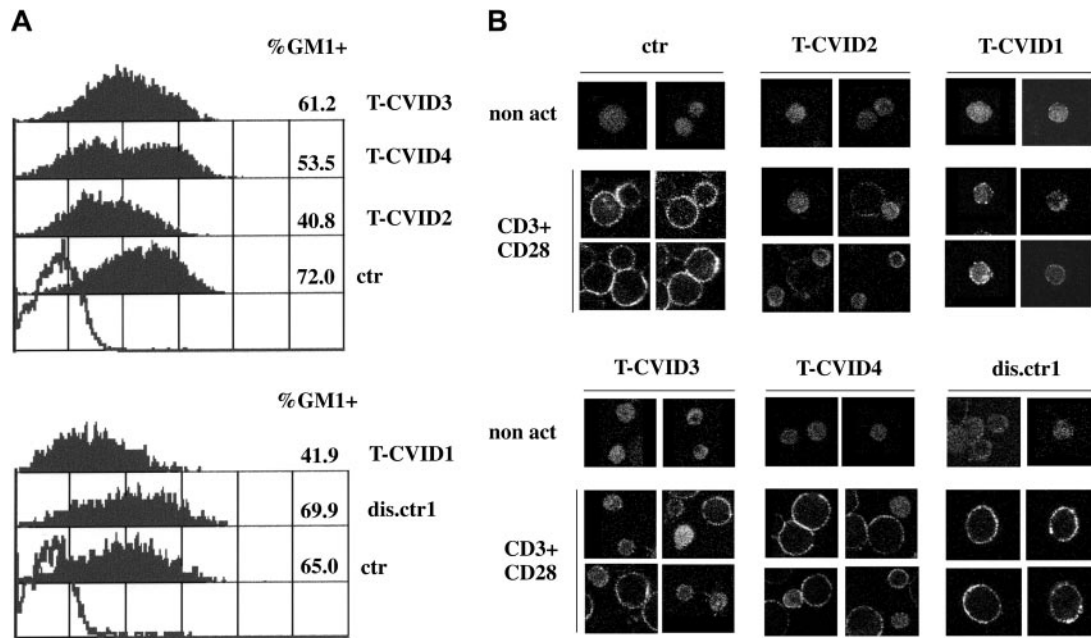 A
%GM1+
61.2 T-CVID3
53.5 T-CVID4
40.8 T-CVID2
72.0 ctr
%GM1+
41.9 T-CVID1
69.9 dis.ctr1
65.0 ctr
B
ctr T-CVID2 T-CVID1
non act
CD3+
CD28
T-CVID3 T-CVID4 dis.ctr1
non act
CD3+
CD28